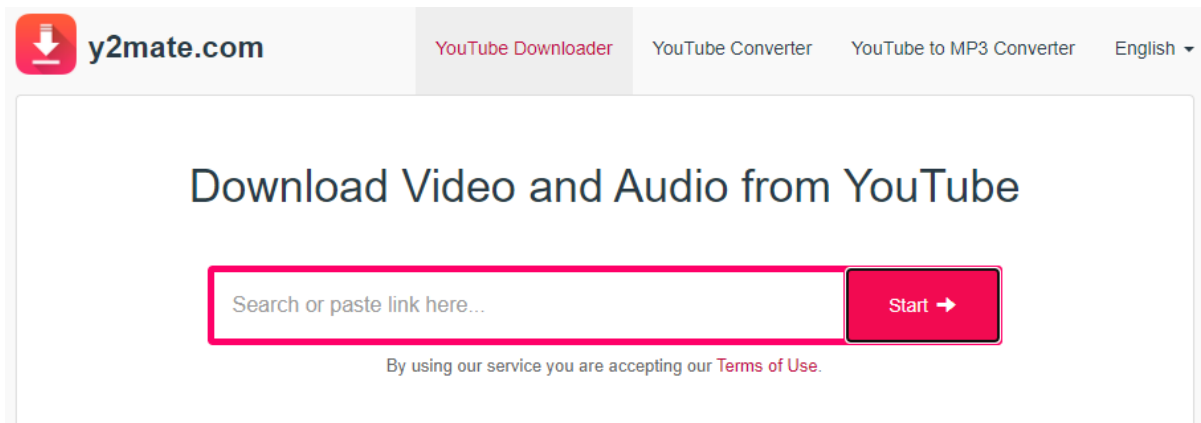 y2mate.com YouTube Downloader YouTube Converter YouTube to MP3 Converter English
Download Video and Audio from YouTube
Search or paste link here... Start
By using our service you are accepting our Terms of Use.